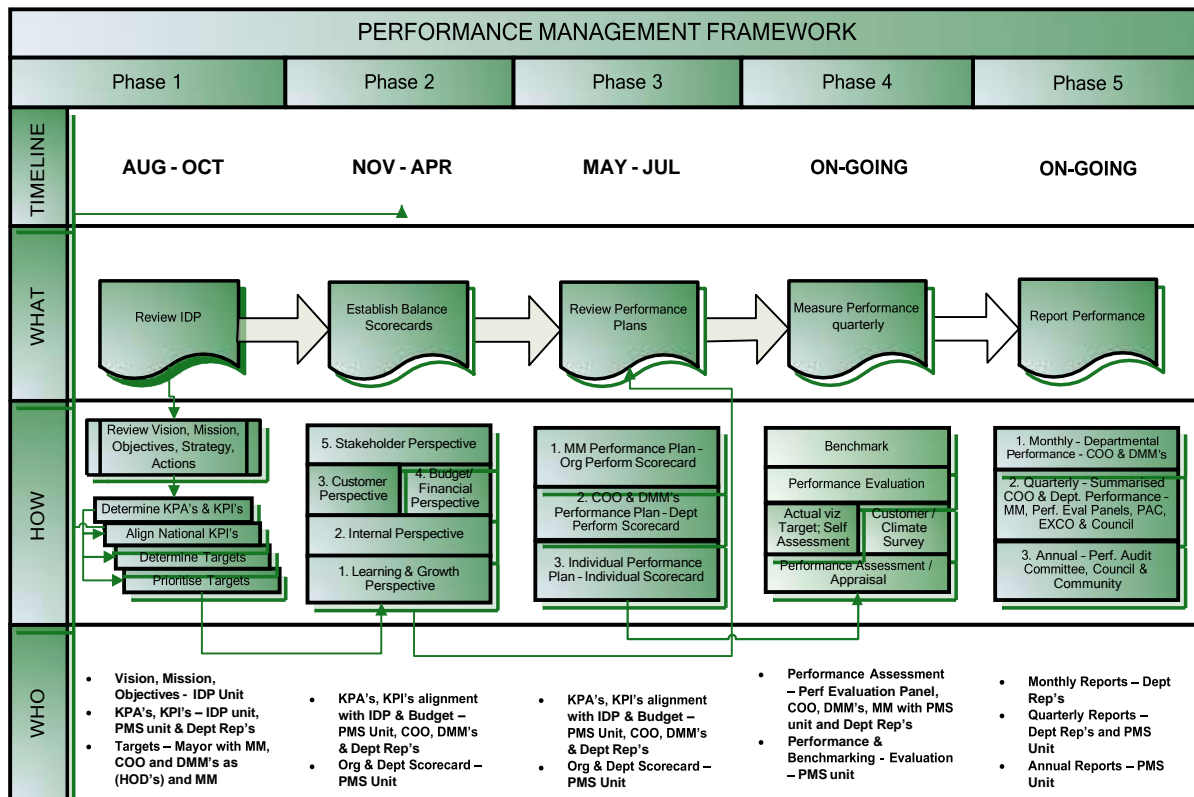 PERFORMANCE MANAGEMENT FRAMEWORK
Phase 1
Phase 2
Phase 3
Phase 4
Phase 5
TIMELINE
AUG - OCT
NOV - APR
MAY - JUL
ON-GOING
ON-GOING
WHAT
Review IDP
Establish Balance
Scorecards
Review Performance
Plans
Measure Performance
quarterly
Report Performance
HOW
Review Vision, Mission,
Objectives, Strategy,
Actions
Determine KPA's & KPI's
Align National KPI's
Determine Targets
Prioritise Targets
5. Stakeholder Perspective
3. Customer
Perspective
4. Budget/
Financial
Perspective
2. Internal Perspective
1. Learning & Growth
Perspective
1. MM Performance Plan -
Org Perform Scorecard
2. COO & DMM's
Performance Plan - Dept
Perform Scorecard
3. Individual Performance
Plan - Individual Scorecard
Benchmark
Performance Evaluation
Actual viz
Target; Self
Assessment
Customer /
Climate
Survey
Performance Assessment /
Appraisal
1. Monthly - Departmental
Performance - COO & DMM's
2. Quarterly - Summarised
COO & Dept. Performance -
MM, Perf. Eval Panels, PAC,
EXCO & Council
3. Annual - Perf. Audit
Committee, Council &
Community
WHO
• Vision, Mission,
Objectives - IDP Unit
• KPA's, KPI's – IDP unit,
PMS unit & Dept Rep's
• Targets – Mayor with MM,
COO and DMM's as
(HOD's) and MM
• KPA's, KPI's alignment
with IDP & Budget –
PMS Unit, COO, DMM's
& Dept Rep's
• Org & Dept Scorecard –
PMS Unit
• KPA's, KPI's alignment
with IDP & Budget –
PMS Unit, COO, DMM's
& Dept Rep's
• Org & Dept Scorecard –
PMS Unit
• Performance Assessment
– Perf Evaluation Panel,
COO, DMM's, MM with PMS
unit and Dept Rep's
• Performance &
Benchmarking - Evaluation
– PMS unit
• Monthly Reports – Dept
Rep's
• Quarterly Reports –
Dept Rep's and PMS
Unit
• Annual Reports – PMS
Unit